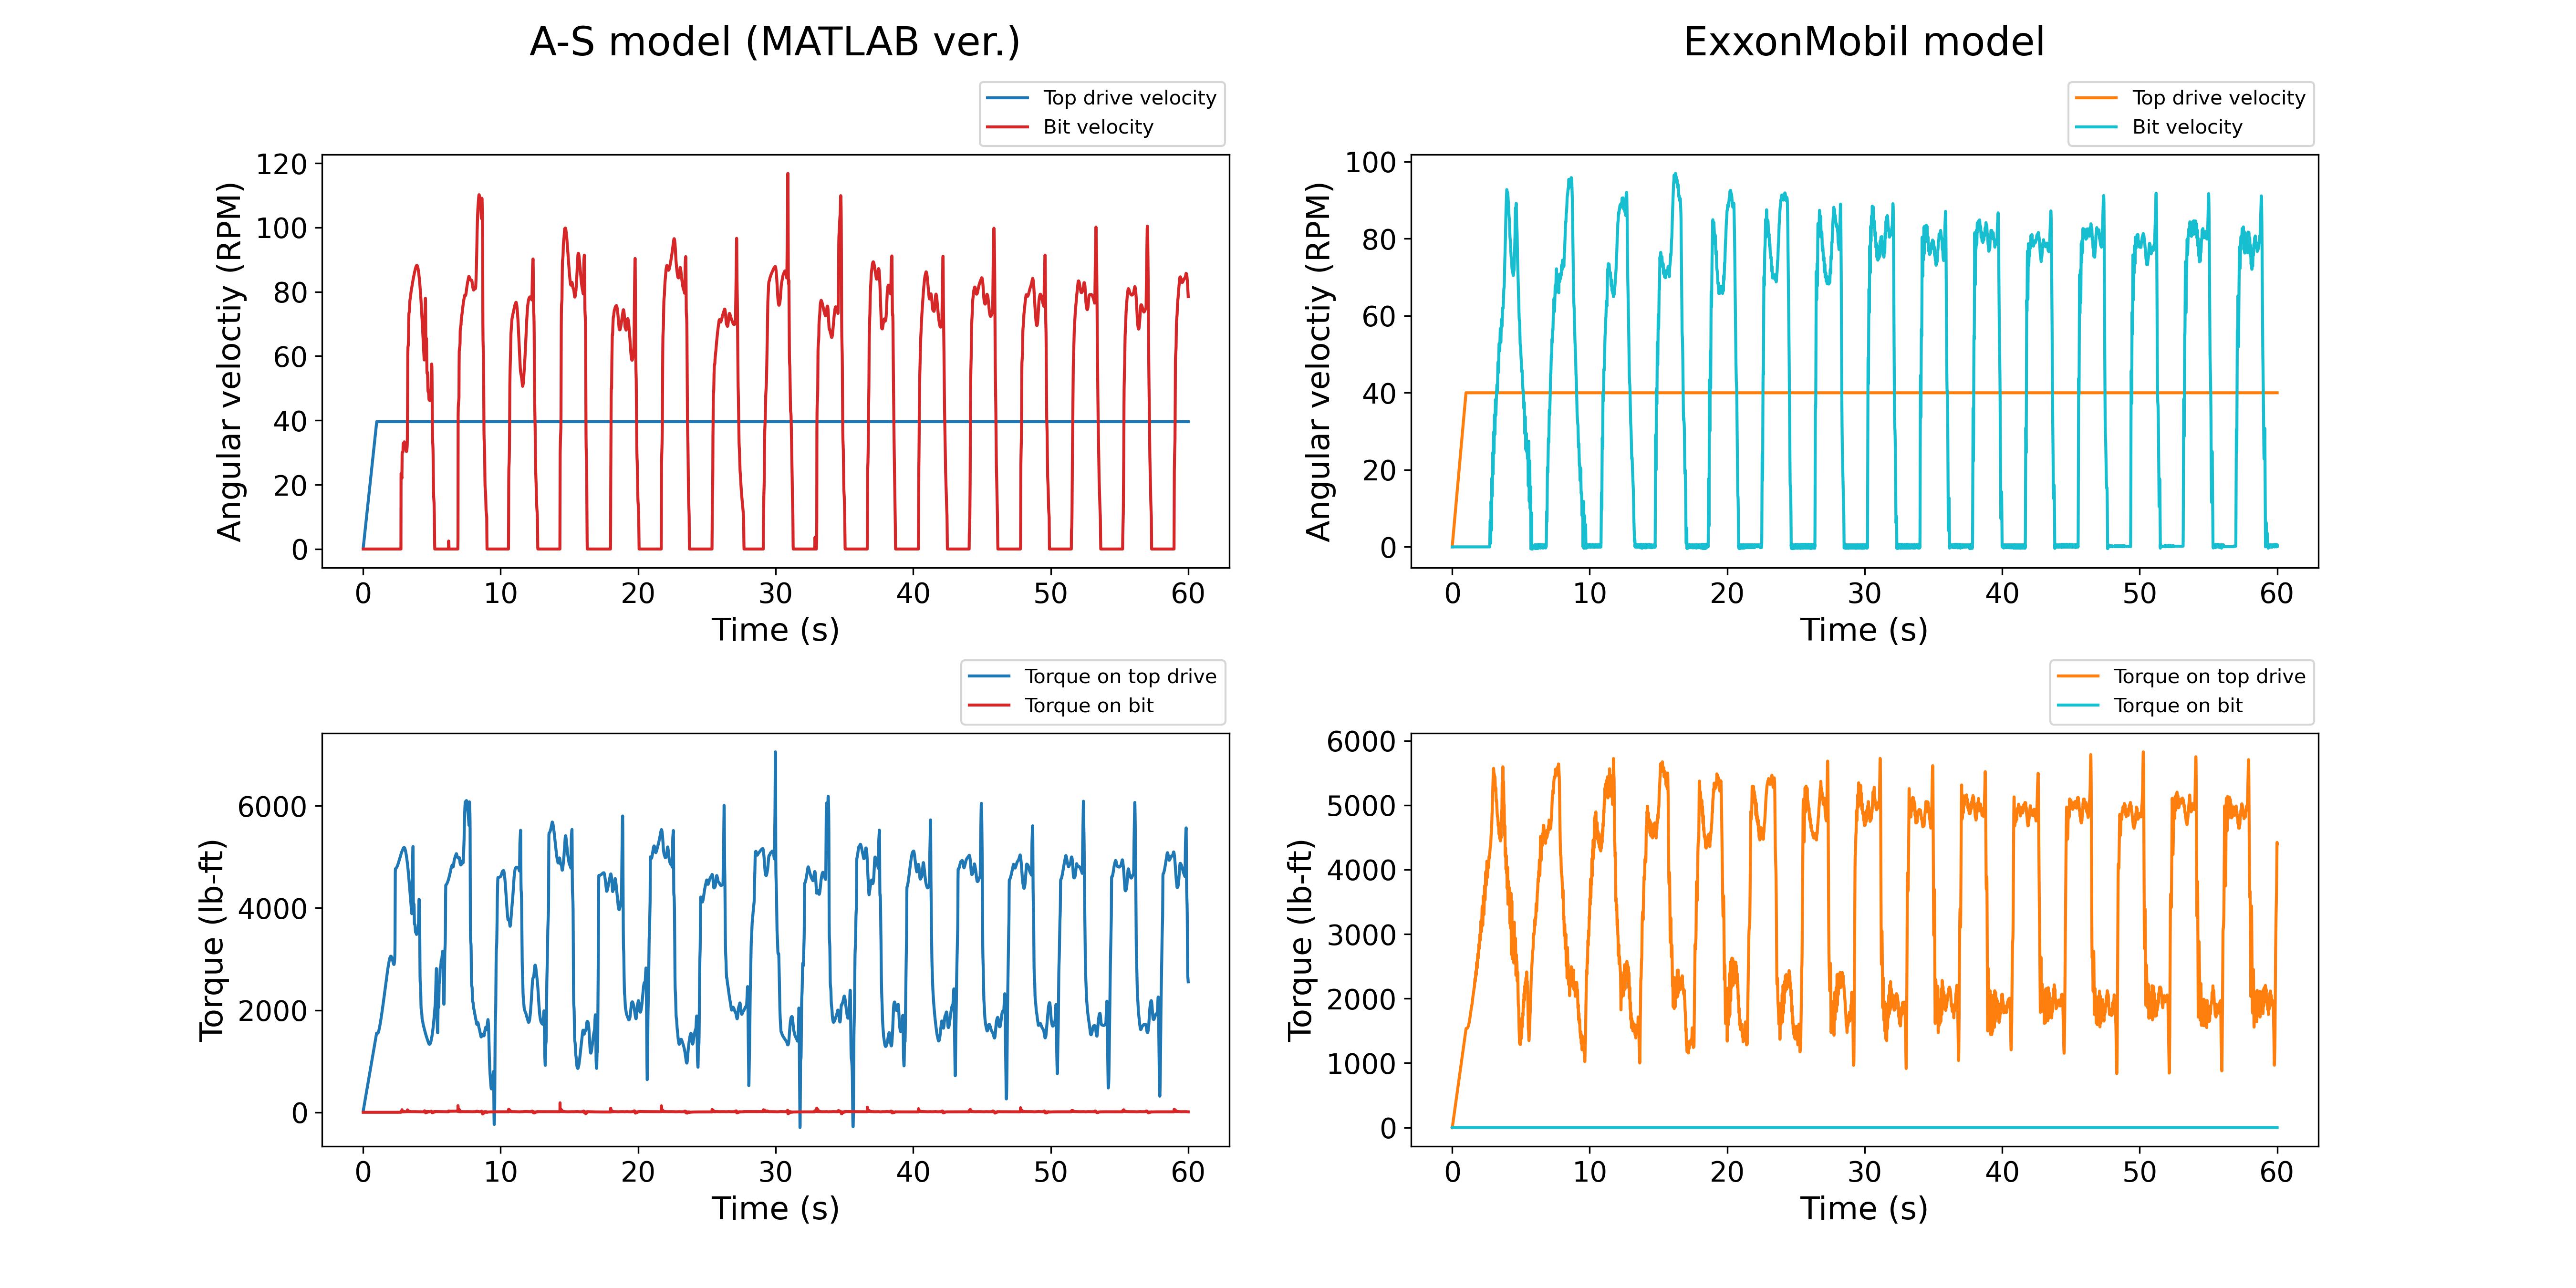 A-S model (MATLAB ver.)
ExxonMobil model
Top drive velocity
Bit velocity
Top drive velocity
Bit velocity
Angular veloctiy (RPM)
120
100
80
60
40
20
0
0 10 20 30 40 50 60
Time (s)
Angular veloctiy (RPM)
100
80
60
40
20
0
0 10 20 30 40 50 60
Time (s)
Torque on top drive
Torque on bit
Torque on top drive
Torque on bit
Torque (lb-ft)
6000
4000
2000
0
0 10 20 30 40 50 60
Time (s)
Torque (lb-ft)
6000
5000
4000
3000
2000
1000
0
0 10 20 30 40 50 60
Time (s)